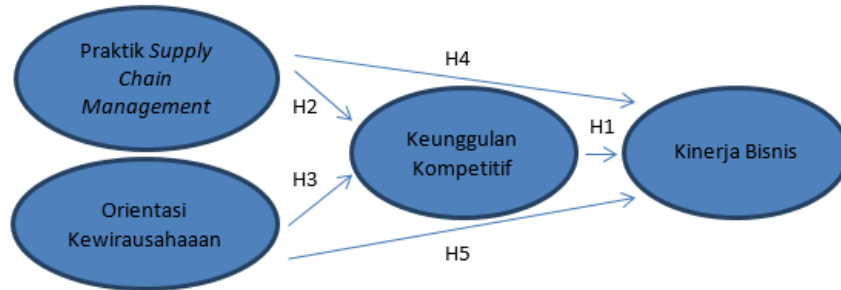 Praktik Supply
Chain
Management
H4
H2
Keunggulan
Kompetitif
H1
Kinerja Bisnis
H3
Orientasi
Kewirausahaaan
H5